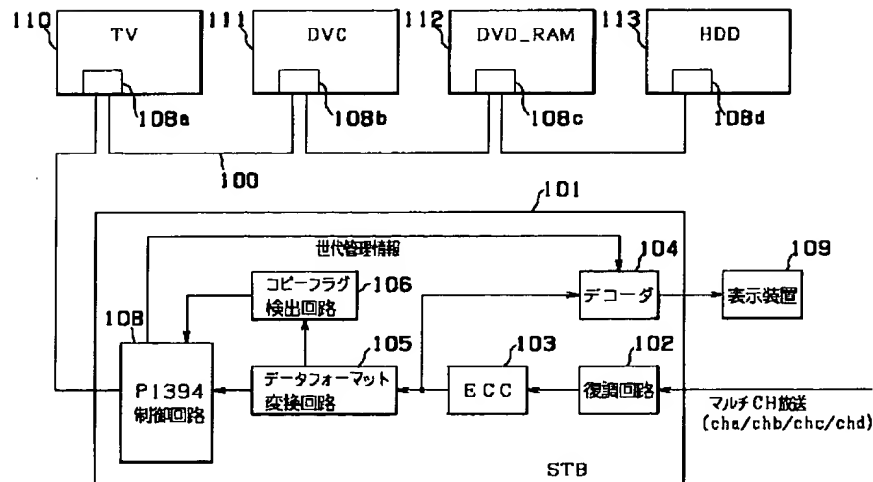 110 TV
111 DVC
112 DVD_RAM
113 HDD
108a
108b
108c
108d
100
101
世代管理情報
104
デコーダ
109
表示装置
106
コピーフラグ
検出回路
108
P1394
制御回路
105
データフォーマット
変換回路
103
ECC
102
復調回路
マルチCH放送
(cha/chb/chc/chd)
STB